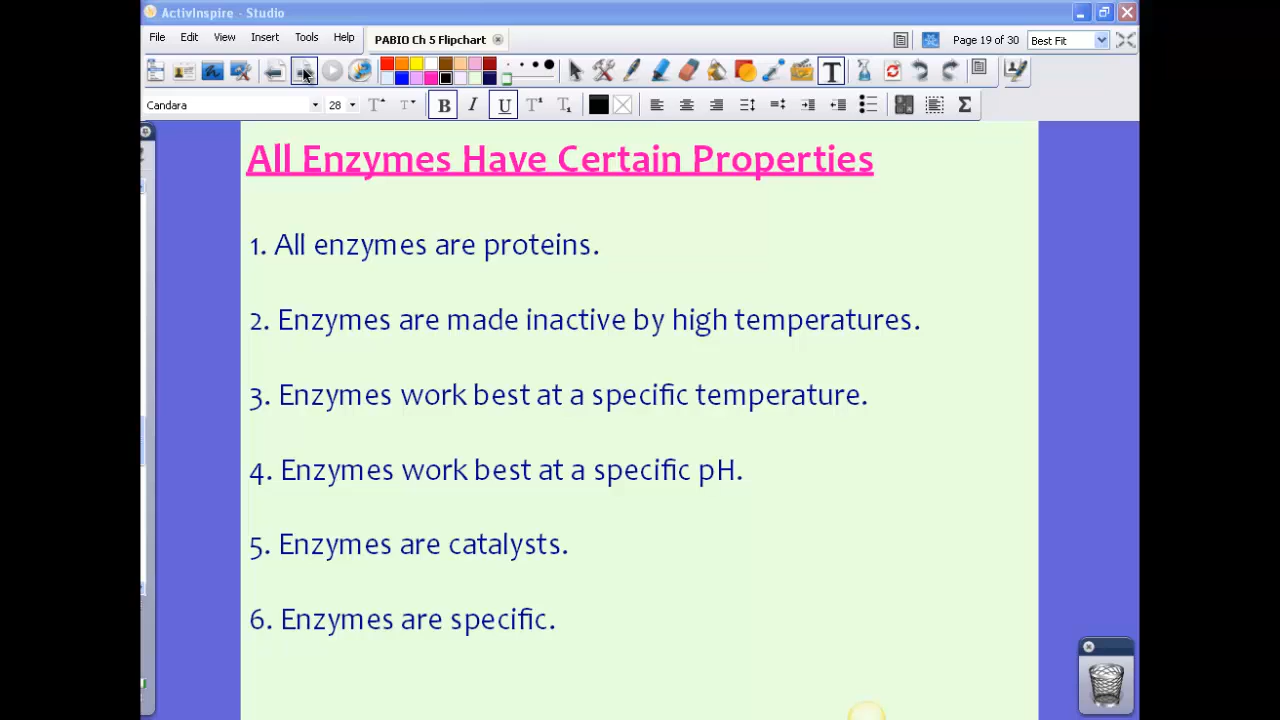 ActivInspire - Studio
File Edit View Insert Tools Help
PABIO Ch 5 Flipchart
Page 19 of 30
Best Fit
Candara
28
All Enzymes Have Certain Properties
1. All enzymes are proteins.
2. Enzymes are made inactive by high temperatures.
3. Enzymes work best at a specific temperature.
4. Enzymes work best at a specific pH.
5. Enzymes are catalysts.
6. Enzymes are specific.